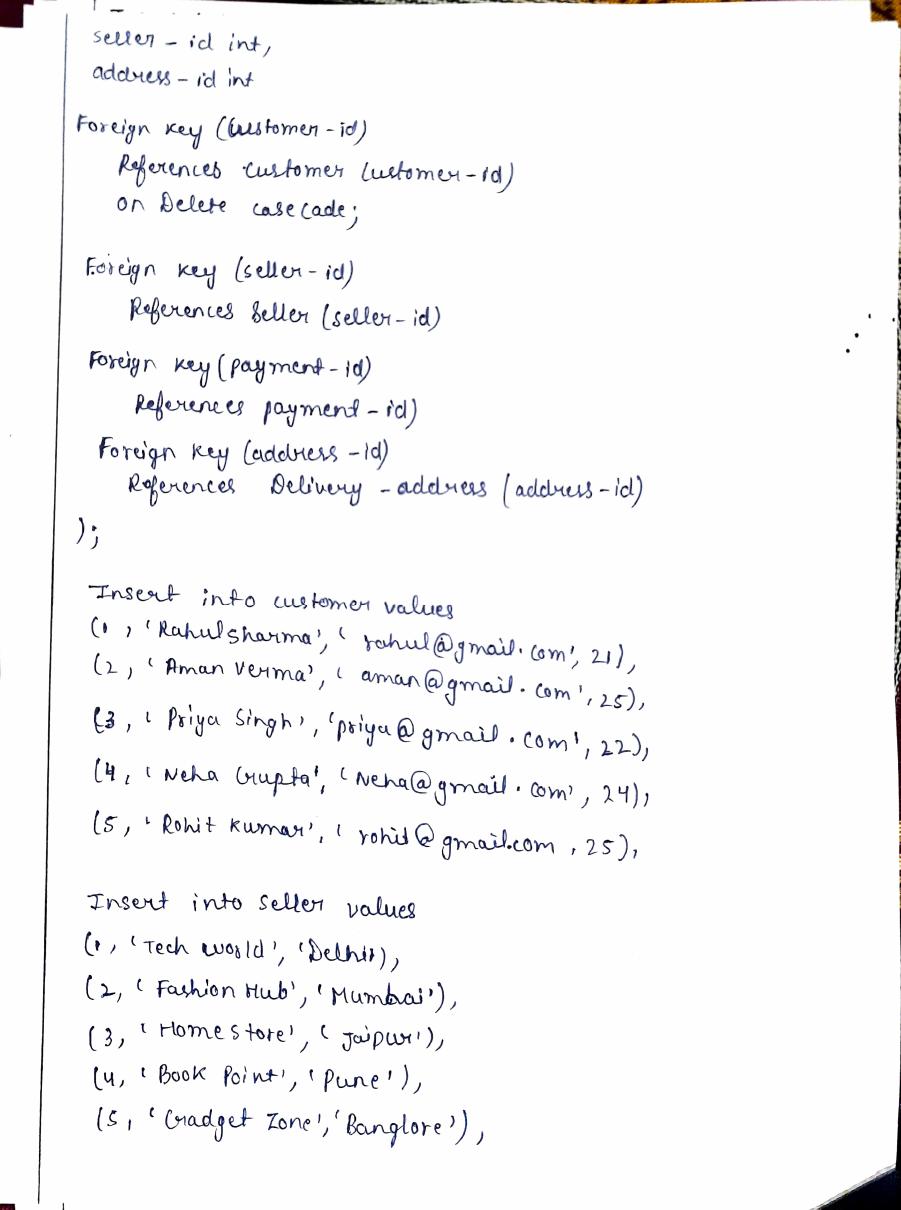 seller - id int,
address - id int
Foreign key (Customer - id)
References customer Customer - id)
on Delete casecade;
Foreign key (seller - id)
References Seller (seller - id)
Foreign key (payment - id)
References payment - id)
Foreign key (address - id)
References Delivery - address (address - id)
);
Insert into customer values
(1, 'Rahul Sharma', 'rahul@gmail.com', 21),
(2, 'Aman Verma', 'aman@gmail.com', 25),
(3, 'Priya Singh', 'priya@gmail.com', 22),
(4, 'Neha Gupta', 'Neha@gmail.com', 24),
(5, 'Rohit Kumar', 'rohit@gmail.com , 25),
Insert into seller values
(1, 'Tech World', 'Delhi'),
(2, 'Fashion Hub', 'Mumbai'),
(3, 'Home Store', 'Jaipur'),
(4, 'Book Point', 'Pune'),
(5, 'Gradget Zone', 'Banglore'),